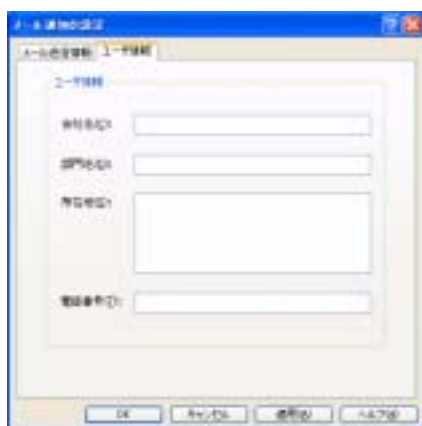 メール通知の設定
メール送信情報 ユーザ情報
ユーザ情報
会社名(C):
部門名(D):
所在地(S):
電話番号(T):
OK キャンセル 適用(A) ヘルプ(H)